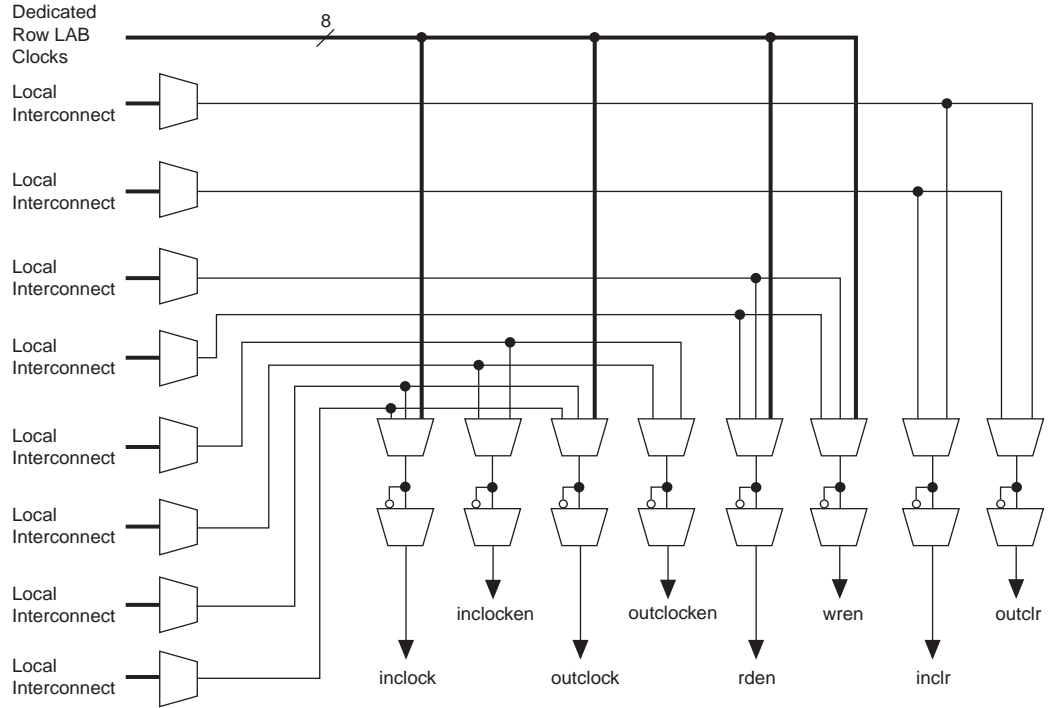 Dedicated
Row LAB
Clocks
8
Local
Interconnect
Local
Interconnect
Local
Interconnect
Local
Interconnect
Local
Interconnect
Local
Interconnect
Local
Interconnect
Local
Interconnect
inclocken
outclocken
wren
outclr
inclock
outclock
rden
inclr